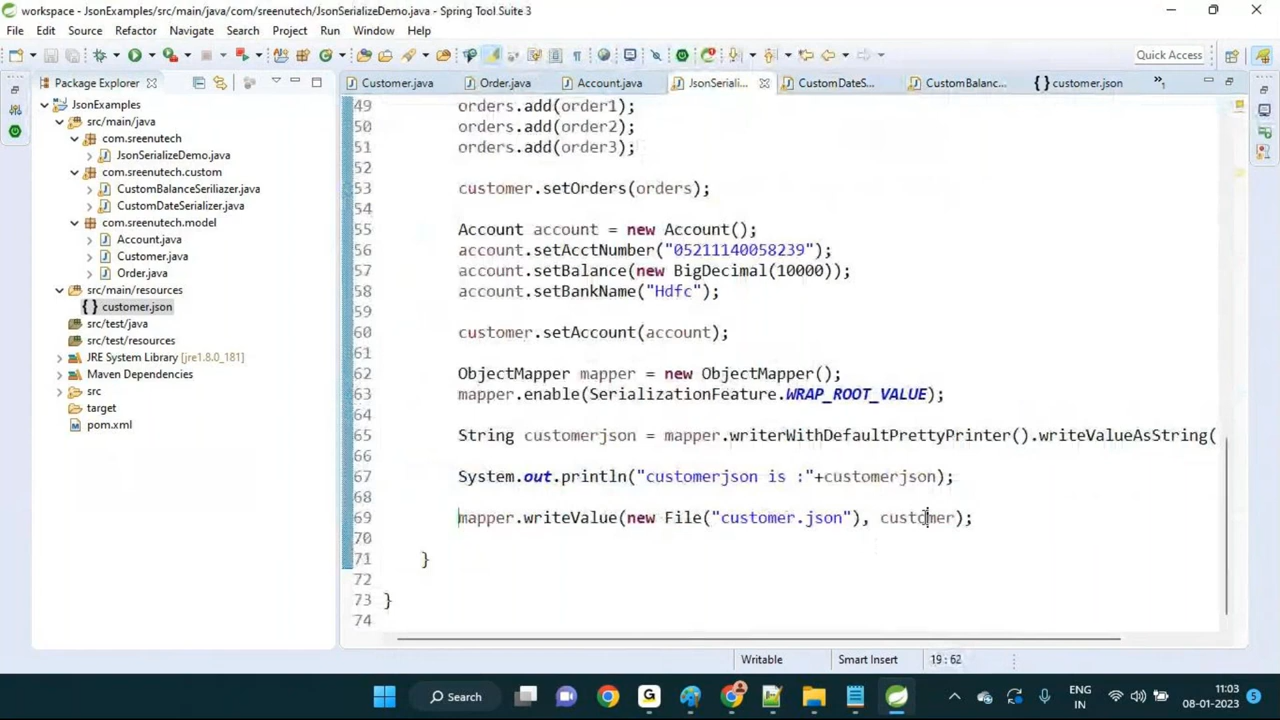 workspace - JsonExamples/src/main/java/com/sreenutech/JsonSerializeDemo.java - Spring Tool Suite 3
File Edit Source Refactor Navigate Search Project Run Window Help
Quick Access
Package Explorer
Customer.java Order.java Account.java JsonSeriali... CustomDateS... CustomBalanc... customer.json
JsonExamples
src/main/java
com.sreenutech
JsonSerializeDemo.java
com.sreenutech.custom
CustomBalanceSeriliazer.java
CustomDateSerializer.java
com.sreenutech.model
Account.java
Customer.java
Order.java
src/main/resources
customer.json
src/test/java
src/test/resources
JRE System Library [jre1.8.0_181]
Maven Dependencies
src
target
pom.xml
49 orders.add(order1);
50 orders.add(order2);
51 orders.add(order3);
52
53 customer.setOrders(orders);
54
55 Account account = new Account();
56 account.setAcctNumber("05211140058239");
57 account.setBalance(new BigDecimal(10000));
58 account.setBankName("Hdfc");
59
60 customer.setAccount(account);
61
62 ObjectMapper mapper = new ObjectMapper();
63 mapper.enable(SerializationFeature.WRAP_ROOT_VALUE);
64
65 String customerjson = mapper.writerWithDefaultPrettyPrinter().writeValueAsString(
66
67 System.out.println("customerjson is :"+customerjson);
68
69 mapper.writeValue(new File("customer.json"), customer);
70
71 }
72
73 }
74
Writable Smart Insert 19 : 62
Search
ENG
IN
11:03
08-01-2023
5